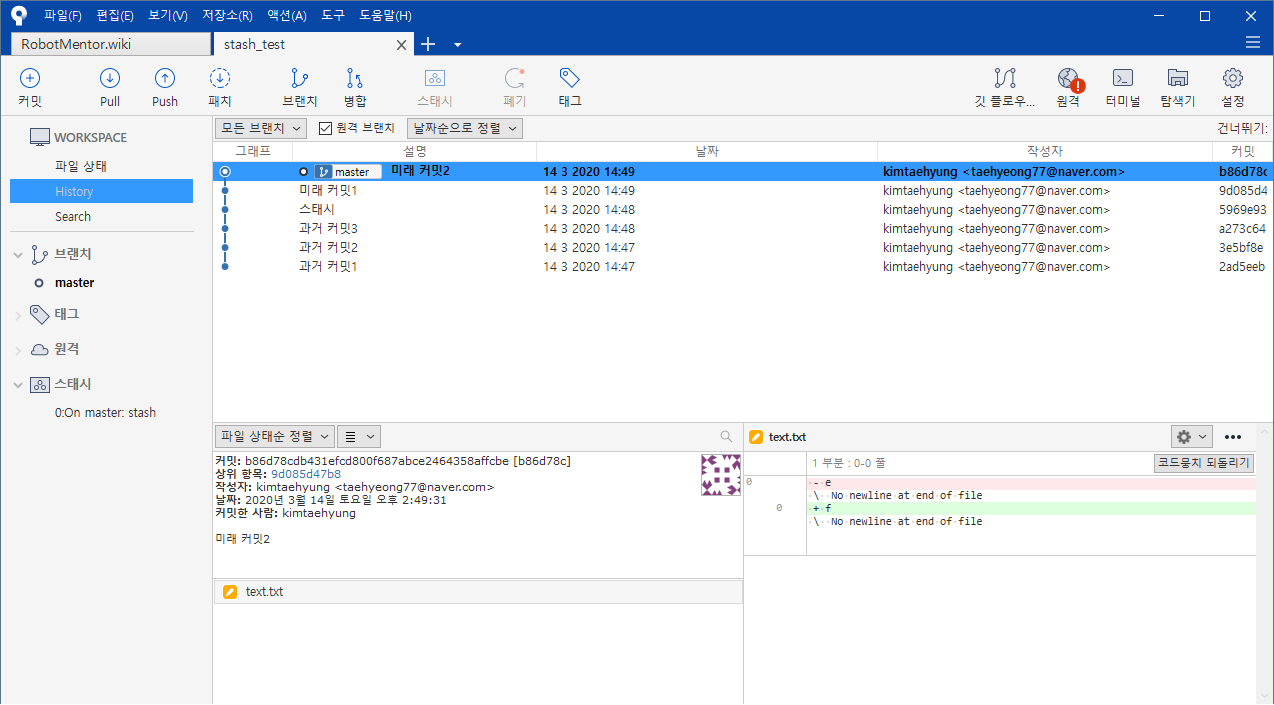 파일(F) 편집(E) 보기(V) 저장소(R) 액션(A) 도구 도움말(H)
RobotMentor.wiki stash_test
커밋 Pull Push 패치 브랜치 병합 스태시 폐기 태그 깃 플로우... 원격 터미널 탐색기 설정
WORKSPACE
파일 상태
History
Search
브랜치
master
태그
원격
스태시
0:On master: stash
모든 브랜치 원격 브랜치 날짜순으로 정렬 건너뛰기:
그래프 설명 날짜 작성자 커밋
master 미래 커밋2 14 3 2020 14:49 kimtaehyung <taehyeong77@naver.com> b86d78c
미래 커밋1 14 3 2020 14:49 kimtaehyung <taehyeong77@naver.com> 9d085d4
스태시 14 3 2020 14:48 kimtaehyung <taehyeong77@naver.com> 5969e93
과거 커밋3 14 3 2020 14:48 kimtaehyung <taehyeong77@naver.com> a273c64
과거 커밋2 14 3 2020 14:47 kimtaehyung <taehyeong77@naver.com> 3e5bf8e
과거 커밋1 14 3 2020 14:47 kimtaehyung <taehyeong77@naver.com> 2ad5eeb
파일 상태순 정렬
커밋: b86d78cdb431efcd800f687abce2464358affcbe [b86d78c]
상위 항목: 9d085d47b8
작성자: kimtaehyung <taehyeong77@naver.com>
날짜: 2020년 3월 14일 토요일 오후 2:49:31
커밋한 사람: kimtaehyung
미래 커밋2
text.txt
text.txt
1 부분 : 0-0 줄 코드뭉치 되돌리기
0 - e
\ No newline at end of file
0 + f
\ No newline at end of file